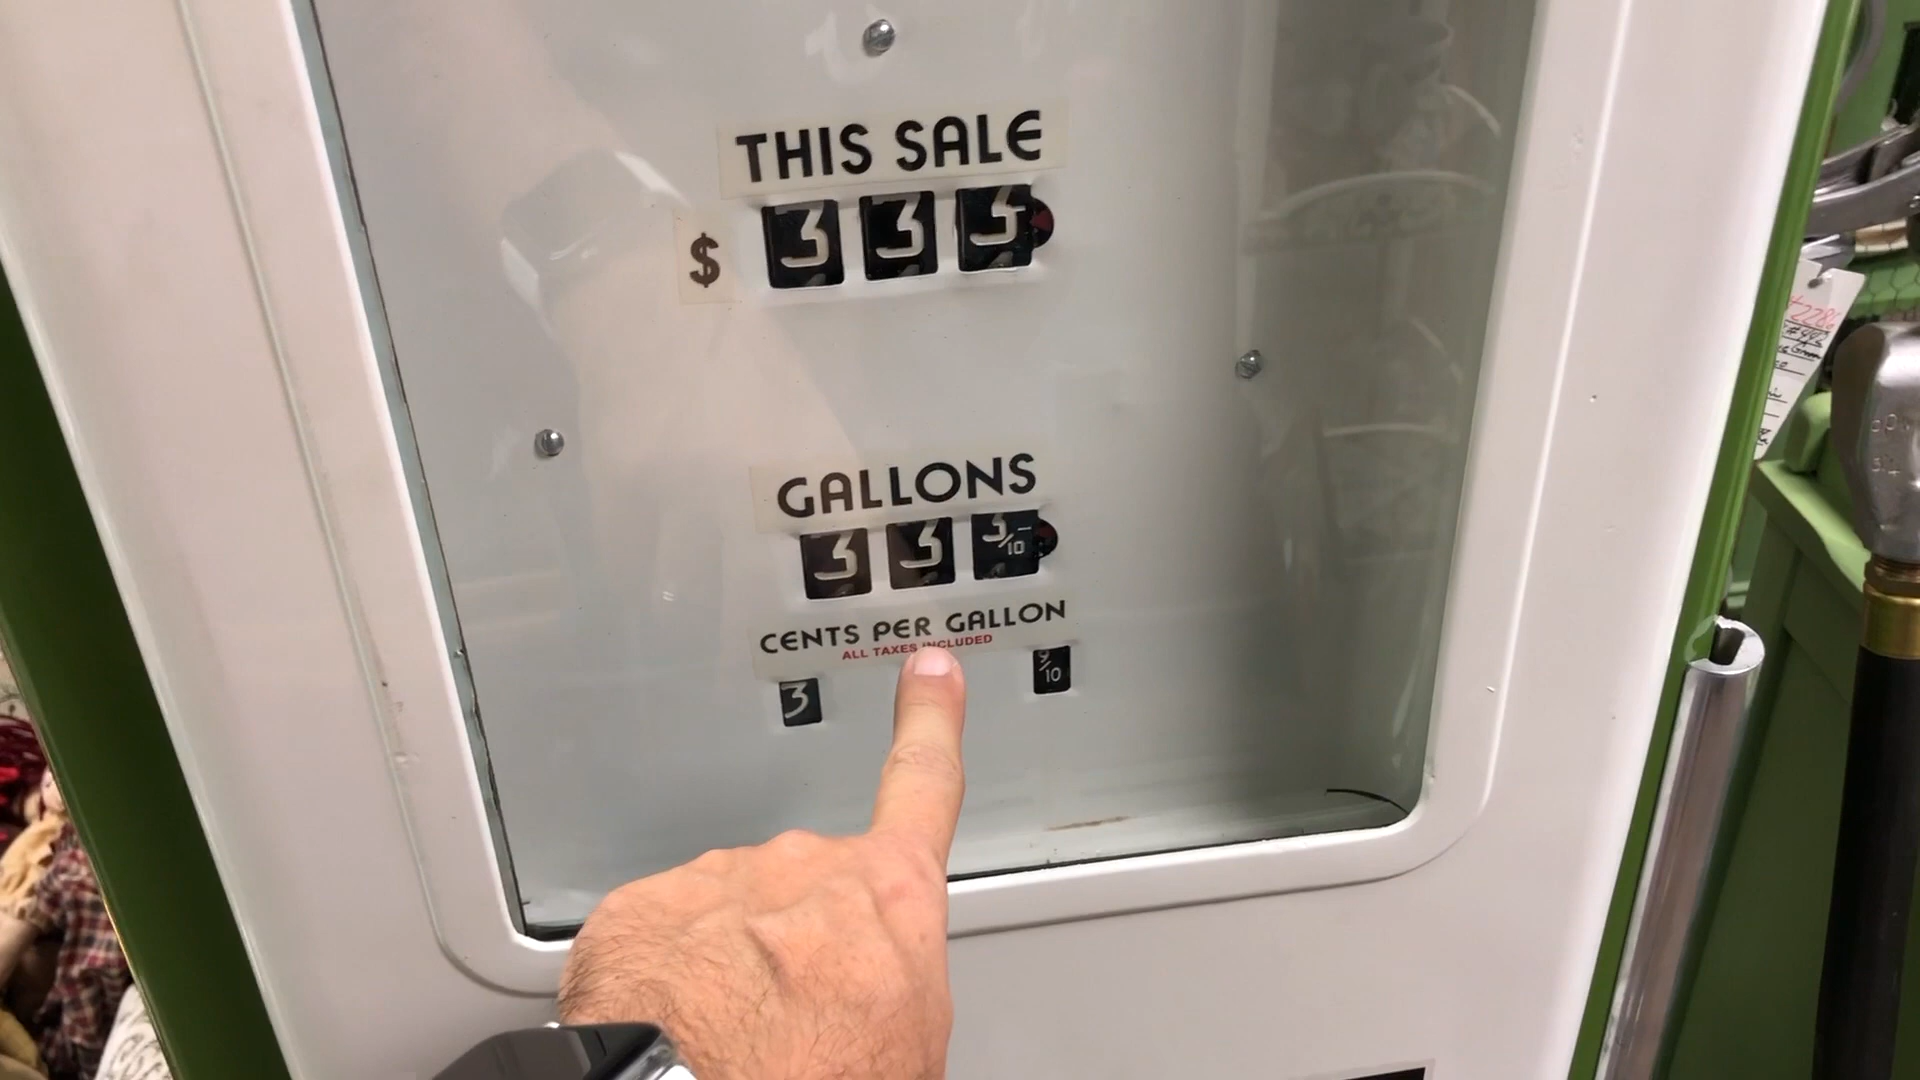 THIS SALE
$ 3 3 3
GALLONS
3 3 3/10
CENTS PER GALLON
ALL TAXES INCLUDED
3 9/10